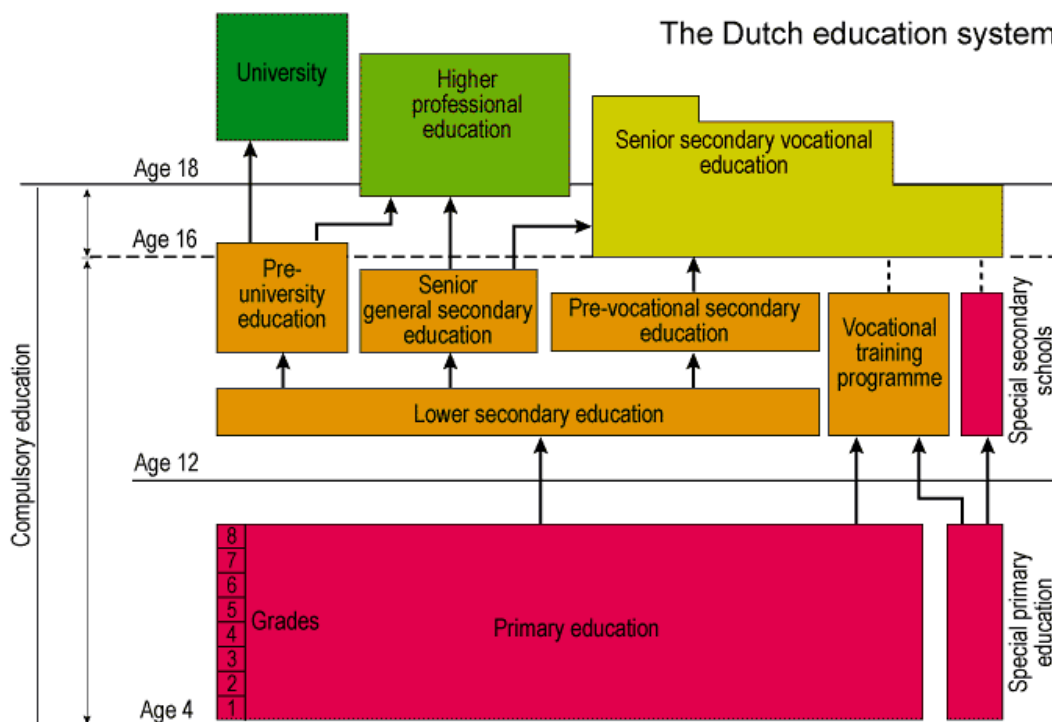 The Dutch education system
University
Higher
professional
education
Senior secondary vocational
education
Age 18
Age 16
Pre-
university
education
Senior
general secondary
education
Pre-vocational secondary
education
Vocational
training
programme
Special secondary
schools
Lower secondary education
Compulsory education
Age 12
8
7
6
5
4
3
2
1
Grades
Primary education
Special primary
education
Age 4